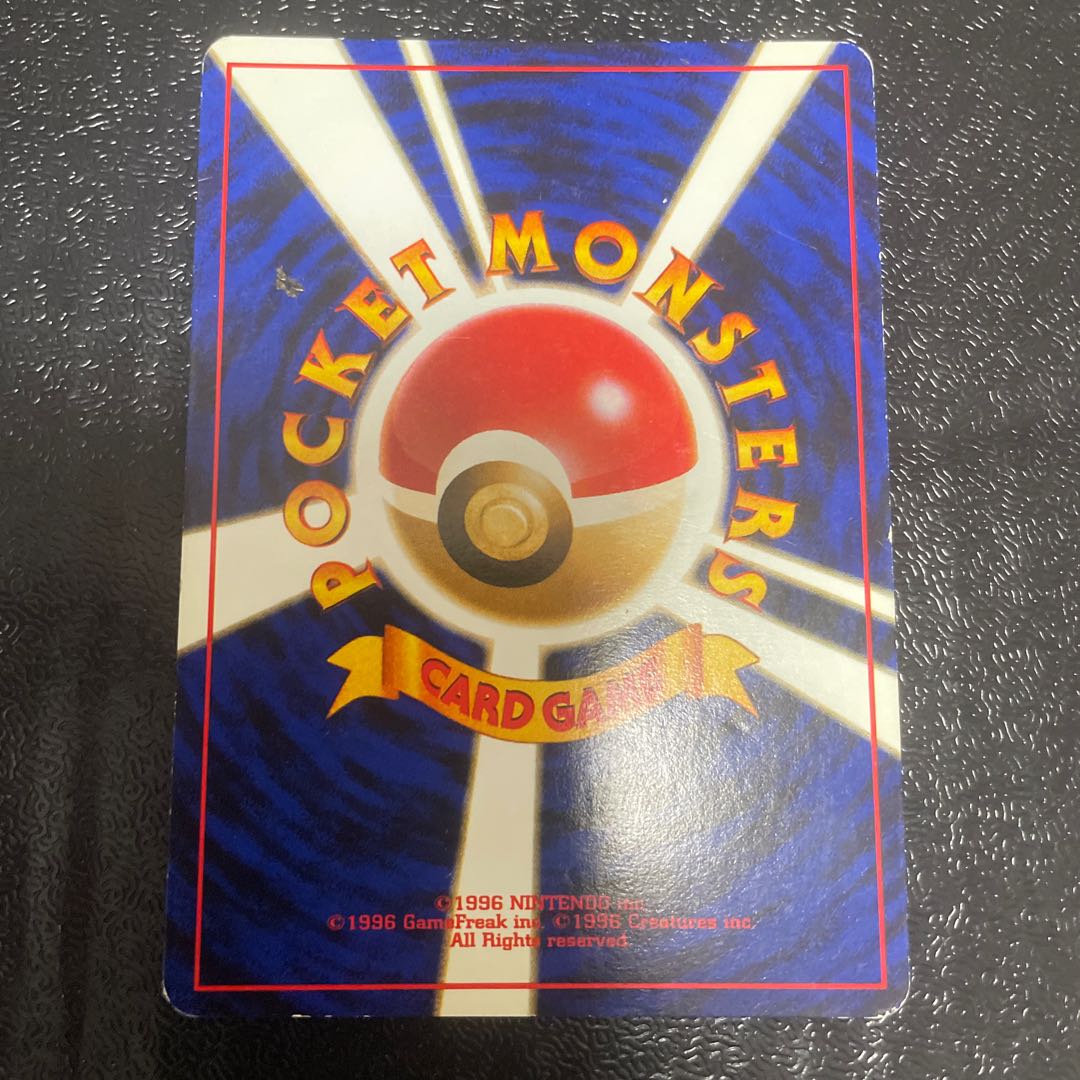 POCKET MONSTERS
CARD GAME
©1996 NINTENDO inc.
©1996 GameFreak inc. ©1996 Creatures inc.
All Rights reserved.